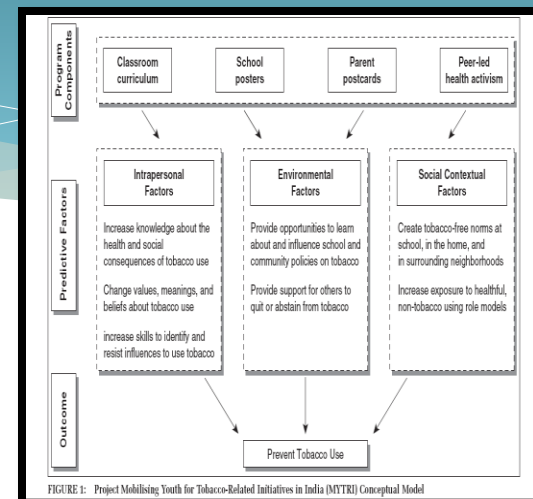 Program
Components
Classroom
curriculum
School
posters
Parent
postcards
Peer-led
health activism
Predictive Factors
Intrapersonal
Factors
Increase knowledge about the
health and social
consequences of tobacco use
Change values, meanings, and
beliefs about tobacco use
increase skills to identify and
resist influences to use tobacco
Environmental
Factors
Provide opportunities to learn
about and influence school and
community policies on tobacco
Provide support for others to
quit or abstain from tobacco
Social Contextual
Factors
Create tobacco-free norms at
school, in the home, and
in surrounding neighborhoods
Increase exposure to healthful,
non-tobacco using role models
Outcome
Prevent Tobacco Use
FIGURE 1: Project Mobilising Youth for Tobacco-Related Initiatives in India (MYTRI) Conceptual Model